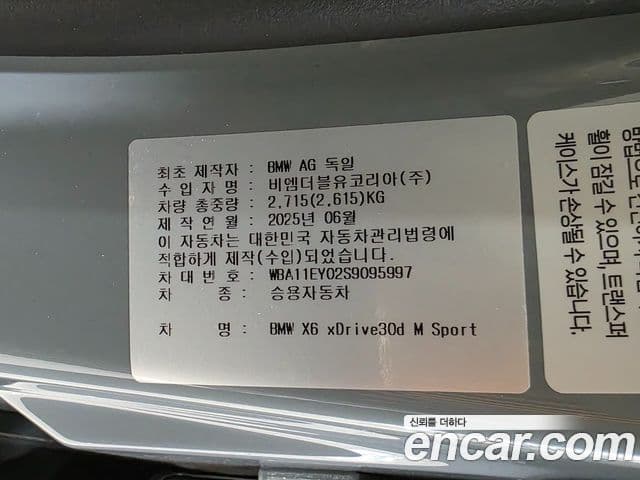 최초 제작자 : BMW AG 독일
수 입 자 명 : 비엠더블유코리아(주)
차량 총중량 : 2,715(2,615)KG
제 작 연 월 : 2025년 06월
이 자동차는 대한민국 자동차관리법령에
적합하게 제작(수입)되었습니다.
차 대 번 호 : WBA11EY02S9095997
차 종 : 승용자동차
차 명 : BMW X6 xDrive30d M Sport
휠이 잠길 수 있으며, 트랜스퍼
케이스가 손상될 수 있습니다.
신뢰를 더하다
encar.com